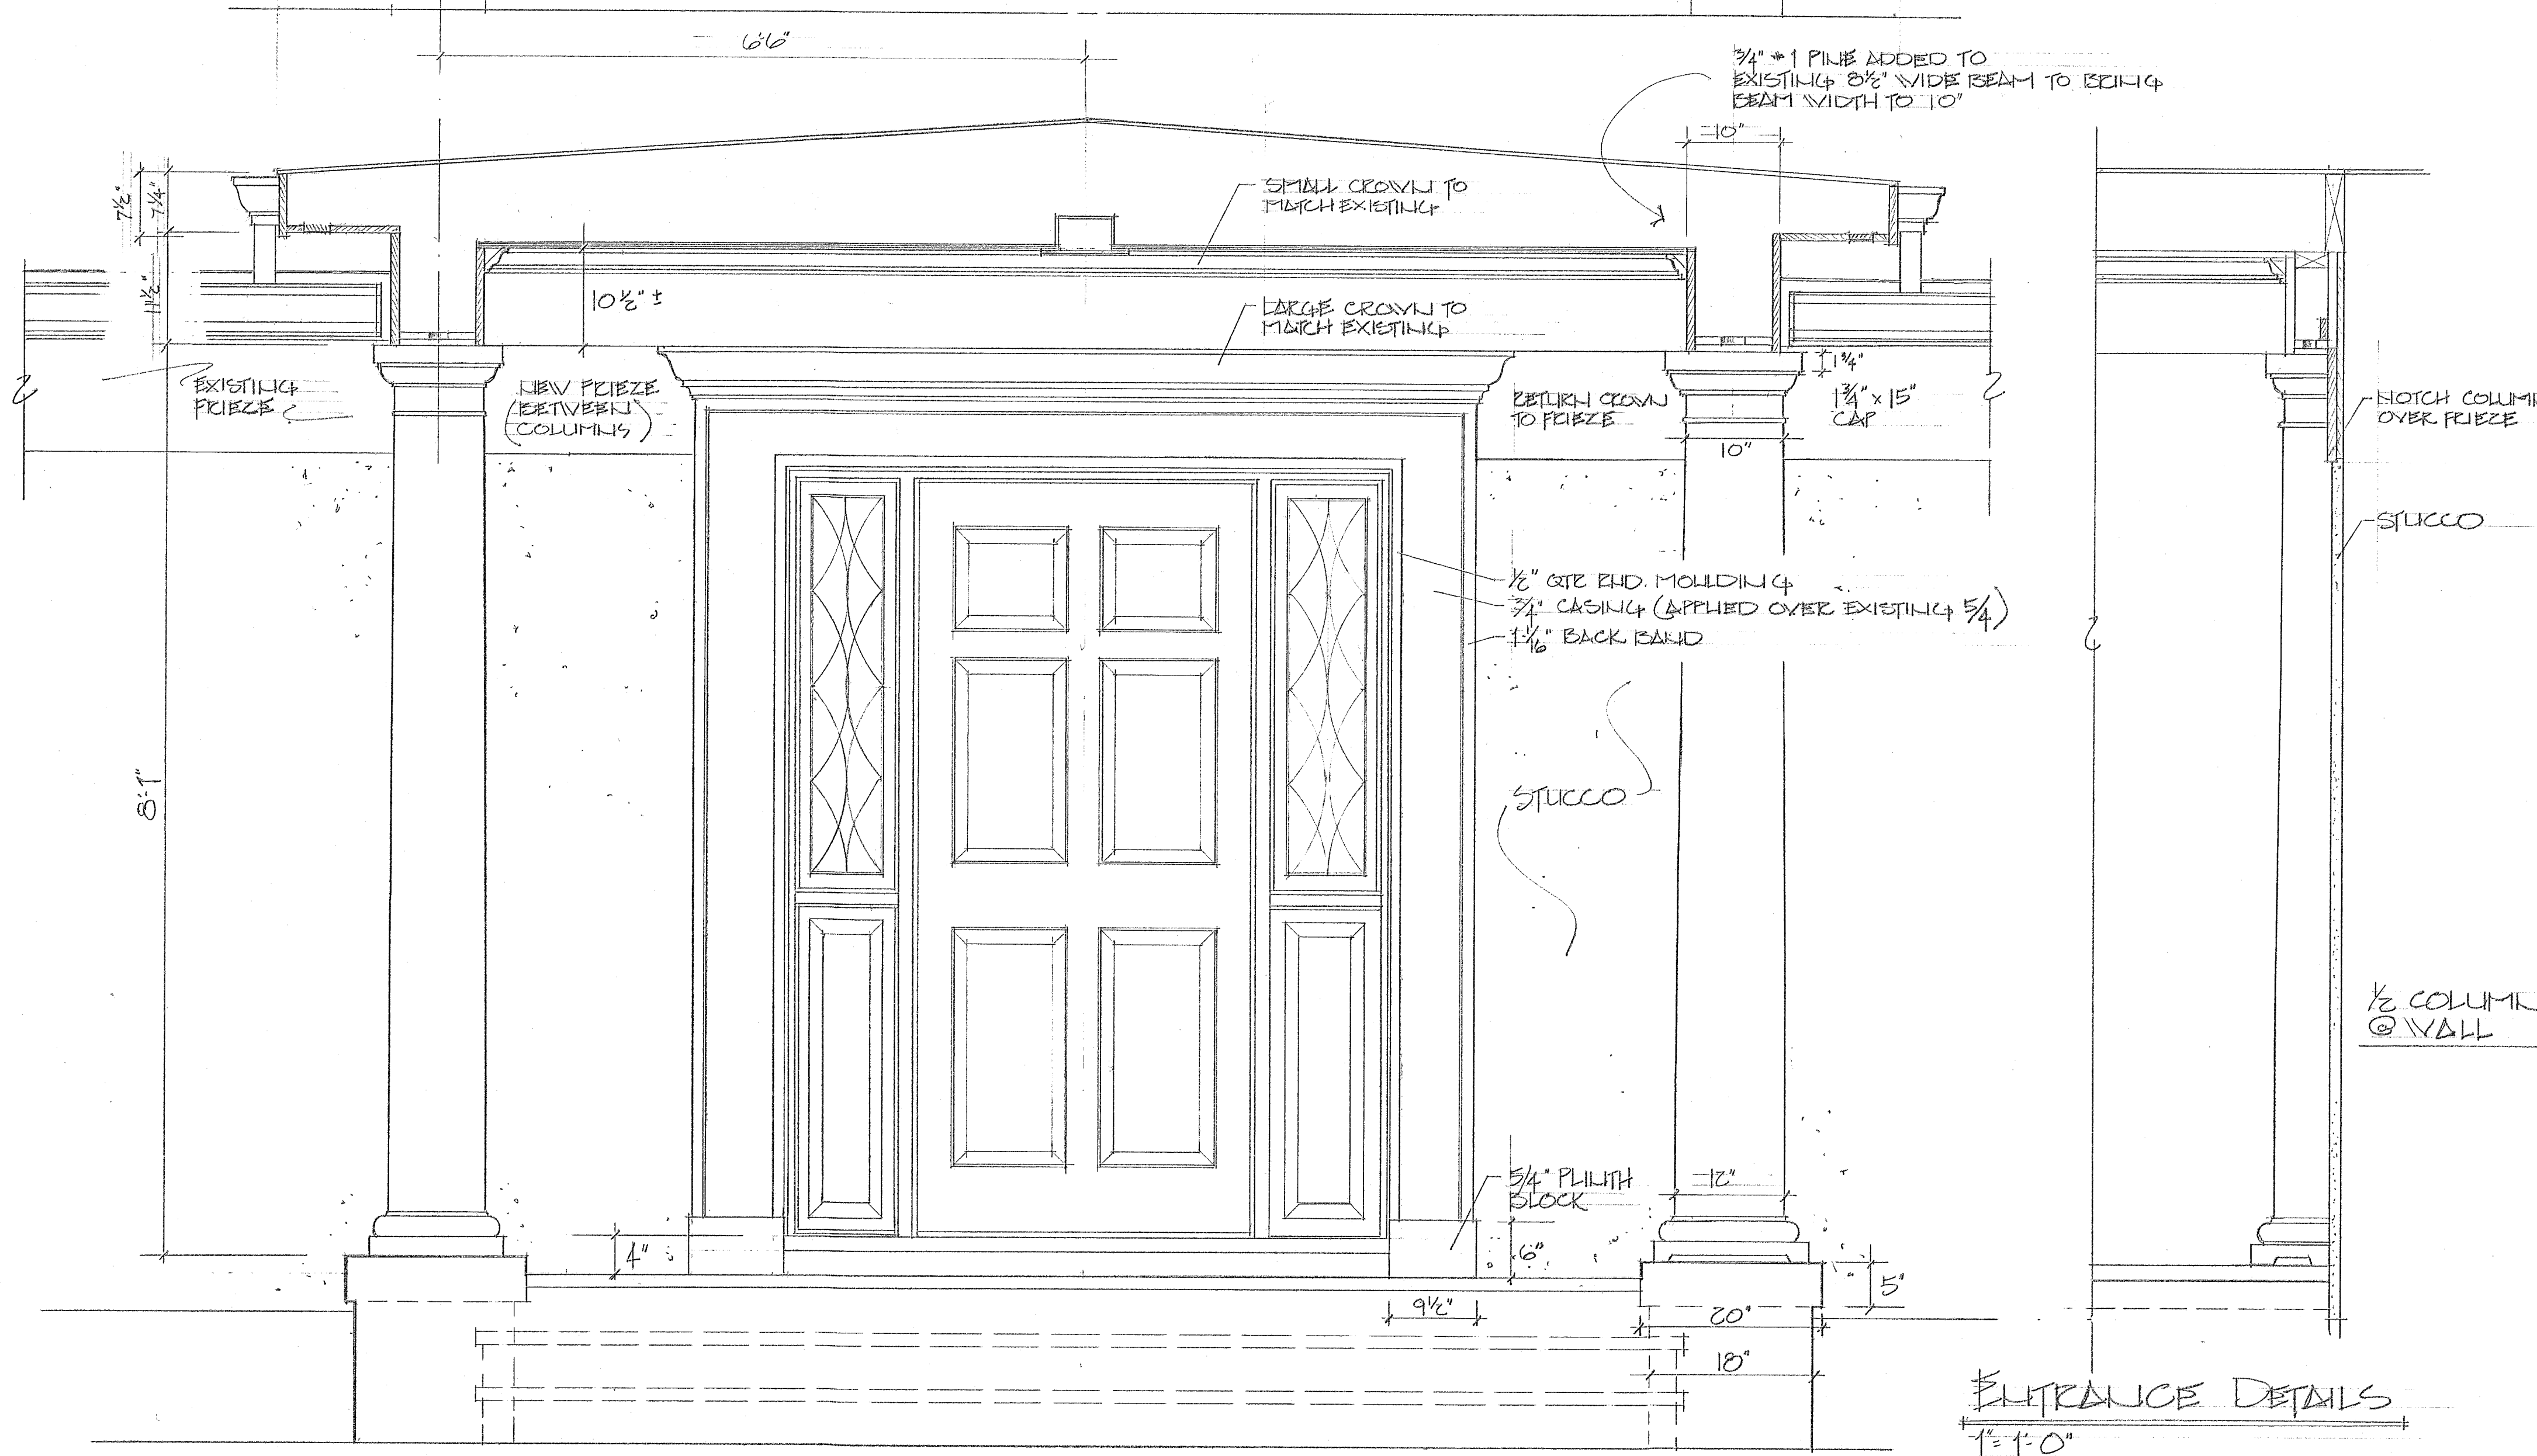 6'-6"
3/4" #1 PINE ADDED TO
EXISTING 8½" WIDE BEAM TO BRING
BEAM WIDTH TO 10"
10"
7½"
7¼"
11½"
SMALL CROWN TO
MATCH EXISTING
10½" ±
LARGE CROWN TO
MATCH EXISTING
EXISTING
FRIEZE
NEW FRIEZE
(BETWEEN
COLUMNS)
RETURN CROWN
TO FRIEZE
1¾"
1¾" x 15"
CAP
10"
NOTCH COLUMN
OVER FRIEZE
STUCCO
½" QTR RND. MOULDING
3/4" CASING (APPLIED OVER EXISTING 5/4)
1-1/16" BACK BAND
8'-1"
STUCCO
½ COLUMN
@ WALL
5/4" PLINTH
BLOCK
12"
4"
6"
5"
9½"
20"
18"
ENTRANCE DETAILS
1" = 1'-0"